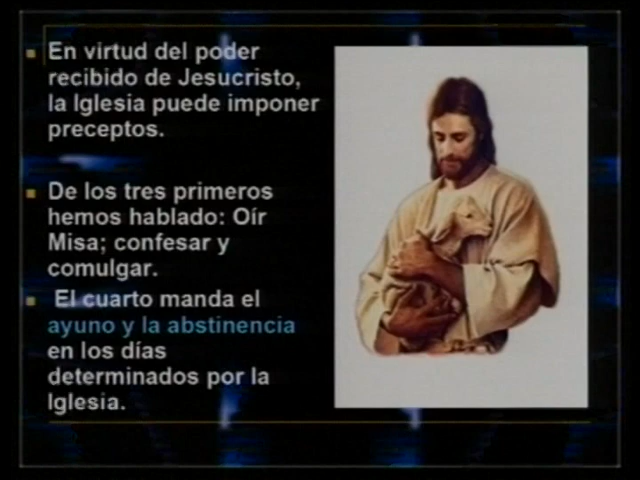 En virtud del poder
recibido de Jesucristo,
la Iglesia puede imponer
preceptos.
De los tres primeros
hemos hablado: Oír
Misa; confesar y
comulgar.
El cuarto manda el
ayuno y la abstinencia
en los días
determinados por la
Iglesia.